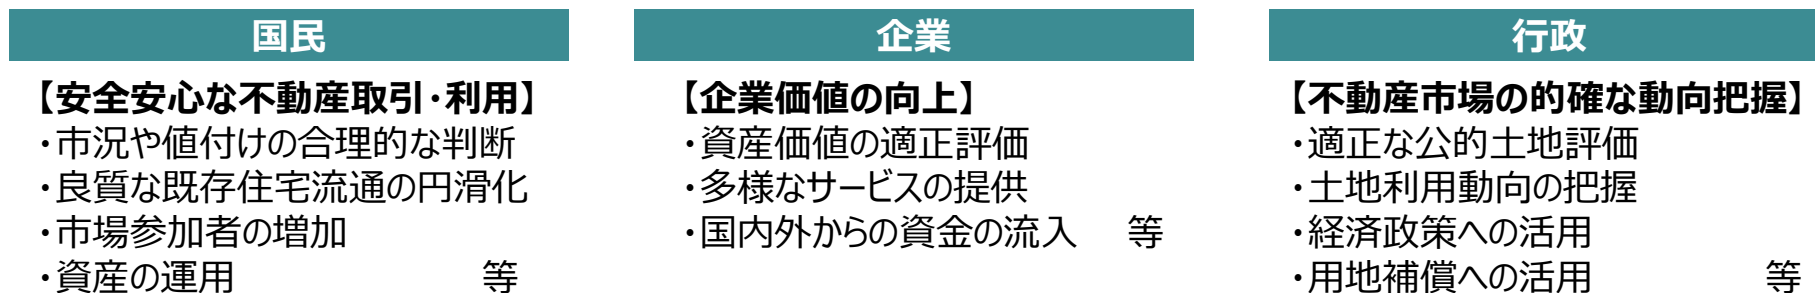 国民
【安全安心な不動産取引・利用】
・市況や値付けの合理的な判断
・良質な既存住宅流通の円滑化
・市場参加者の増加
・資産の運用 等
企業
【企業価値の向上】
・資産価値の適正評価
・多様なサービスの提供
・国内外からの資金の流入 等
行政
【不動産市場の的確な動向把握】
・適正な公的土地評価
・土地利用動向の把握
・経済政策への活用
・用地補償への活用 等